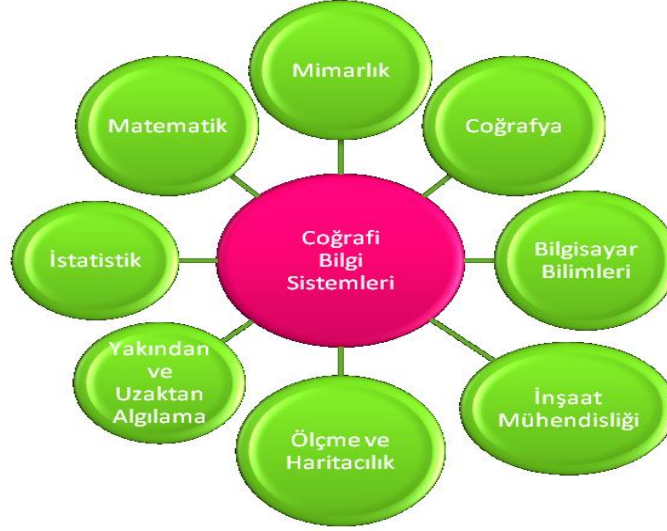 Mimarlık
Matematik
Coğrafya
Coğrafi
Bilgi
Sistemleri
İstatistik
Bilgisayar
Bilimleri
Yakından
ve
Uzaktan
Algılama
İnşaat
Mühendisliği
Ölçme ve
Haritacılık